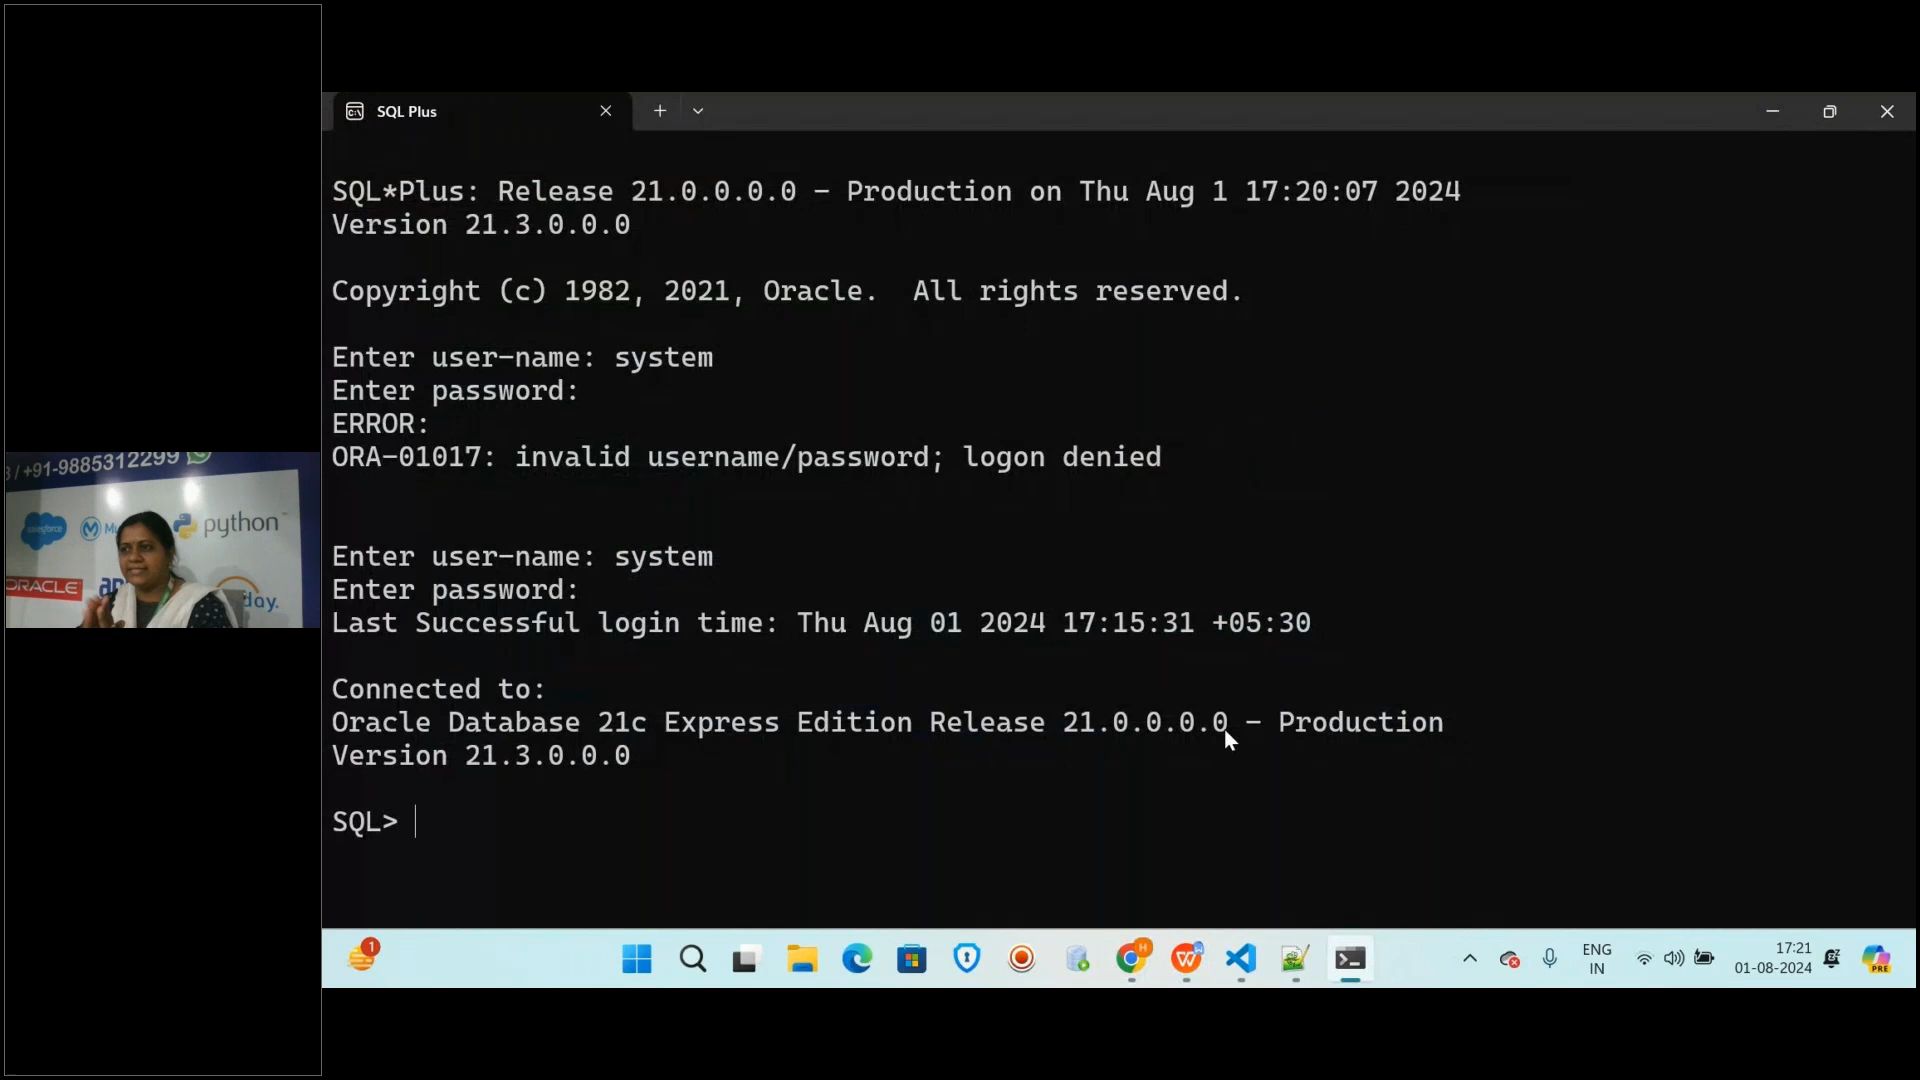 SQL Plus
SQL*Plus: Release 21.0.0.0.0 - Production on Thu Aug 1 17:20:07 2024
Version 21.3.0.0.0
Copyright (c) 1982, 2021, Oracle.  All rights reserved.
Enter user-name: system
Enter password:
ERROR:
ORA-01017: invalid username/password; logon denied
Enter user-name: system
Enter password:
Last Successful login time: Thu Aug 01 2024 17:15:31 +05:30
Connected to:
Oracle Database 21c Express Edition Release 21.0.0.0.0 - Production
Version 21.3.0.0.0
SQL>
/ +91-9885312299
salesforce
python
ORACLE
day.
1
ENG
IN
17:21
01-08-2024
PRE